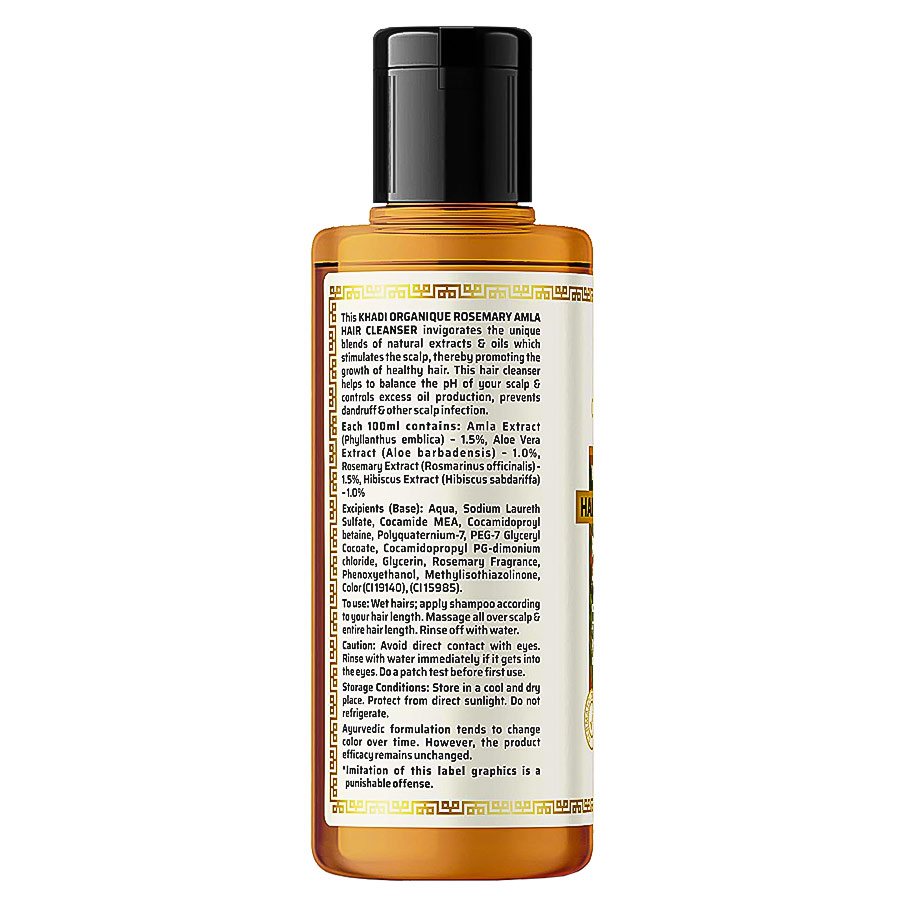 This KHADI ORGANIQUE ROSEMARY AMLA
HAIR CLEANSER invigorates the unique
blends of natural extracts & oils which
stimulates the scalp, thereby promoting the
growth of healthy hair. This hair cleanser
helps to balance the pH of your scalp &
controls excess oil production, prevents
dandruff & other scalp infection.
Each 100ml contains: Amla Extract
(Phyllanthus emblica) - 1.5%, Aloe Vera
Extract (Aloe barbadensis) - 1.0%,
Rosemary Extract (Rosmarinus officinalis) -
1.5%, Hibiscus Extract (Hibiscus sabdariffa)
-1.0%
Excipients (Base): Aqua, Sodium Laureth
Sulfate, Cocamide MEA, Cocamidoproyl
betaine, Polyquaternium-7, PEG-7 Glyceryl
Cocoate, Cocamidopropyl PG-dimonium
chloride, Glycerin, Rosemary Fragrance,
Phenoxyethanol, Methylisothiazolinone,
Color (CI 19140), (CI 15985).
To use: Wet hairs; apply shampoo according
to your hair length. Massage all over scalp &
entire hair length. Rinse off with water.
Caution: Avoid direct contact with eyes.
Rinse with water immediately if it gets into
the eyes. Do a patch test before first use.
Storage Conditions: Store in a cool and dry
place. Protect from direct sunlight. Do not
refrigerate.
Ayurvedic formulation tends to change
color over time. However, the product
efficacy remains unchanged.
*Imitation of this label graphics is a
punishable offense.